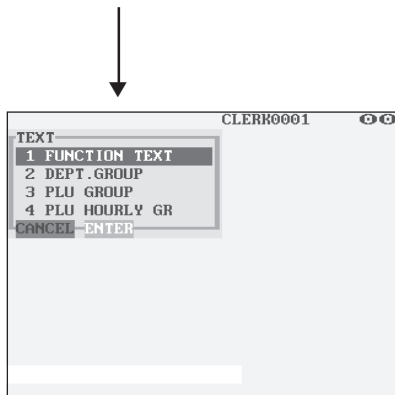 CLERK0001
TEXT
1 FUNCTION TEXT
2 DEPT.GROUP
3 PLU GROUP
4 PLU HOURLY GR
CANCEL ENTER